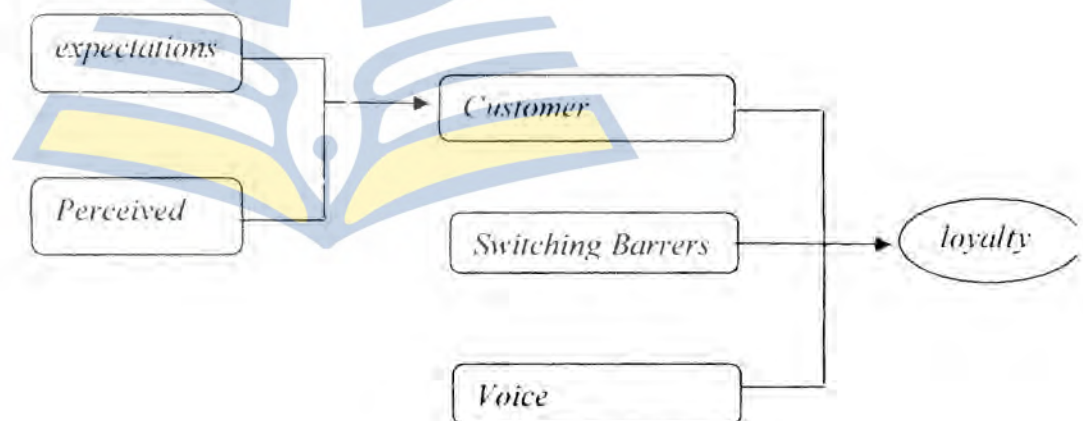 expectations
Customer
Perceived
Switching Barrers
loyalty
Voice